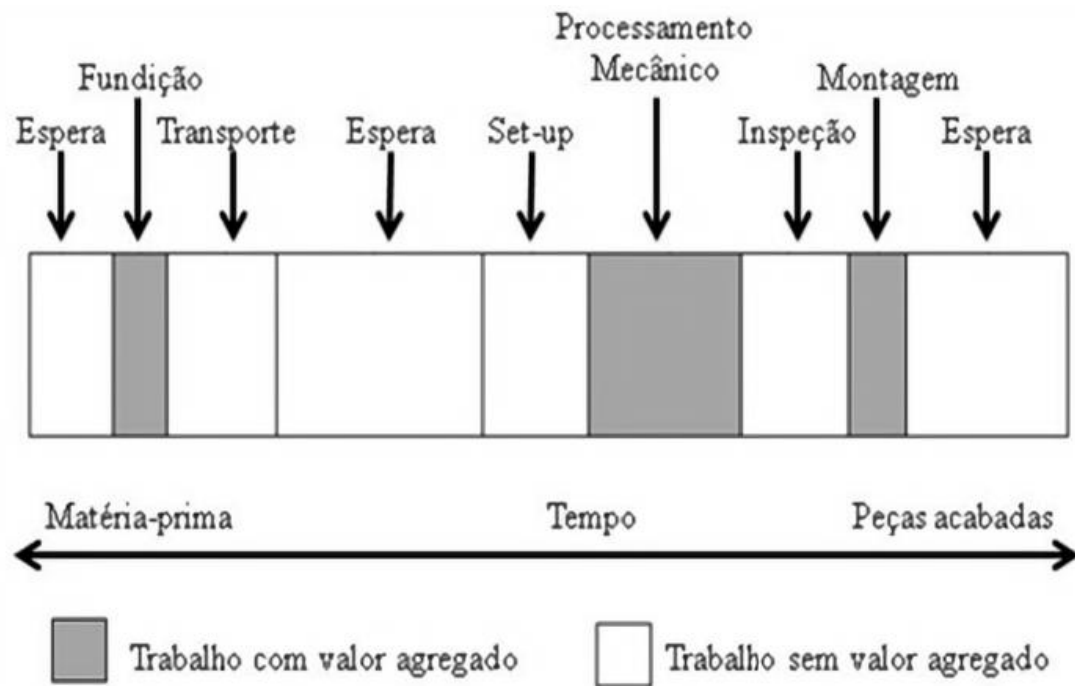 Processamento
Mecânico
Fundição
Montagem
Espera
Transporte
Espera
Set-up
Inspeção
Espera
Matéria-prima
Tempo
Peças acabadas
Trabalho com valor agregado
Trabalho sem valor agregado